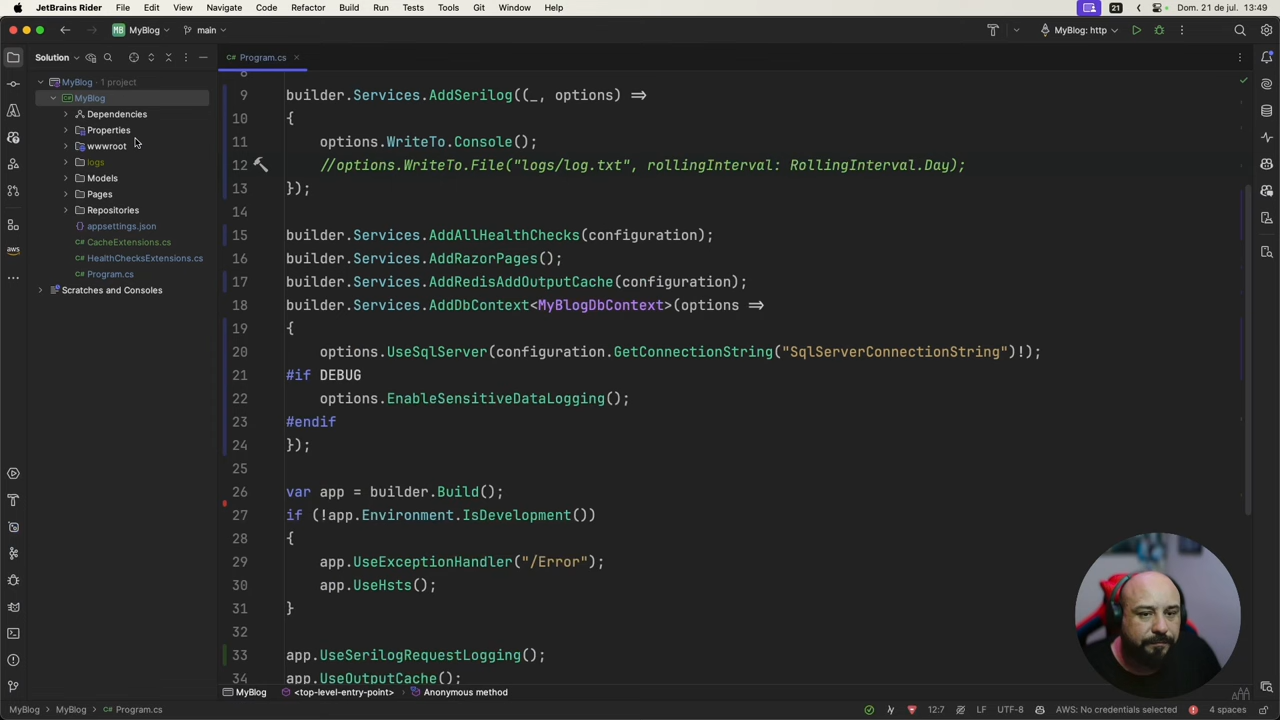 JetBrains Rider File Edit View Navigate Code Refactor Build Run Tests Tools Git Window Help 21 Dom. 21 de jul. 13:49
MB MyBlog main MyBlog: http
Solution C# Program.cs
MyBlog 1 project
MyBlog
Dependencies
Properties
wwwroot
logs
Models
Pages
Repositories
{} appsettings.json
C# CacheExtensions.cs
C# HealthChecksExtensions.cs
C# Program.cs
Scratches and Consoles
aws
8
9 builder.Services.AddSerilog((_, options) =>
10 {
11 options.WriteTo.Console();
12 //options.WriteTo.File("logs/log.txt", rollingInterval: RollingInterval.Day);
13 });
14
15 builder.Services.AddAllHealthChecks(configuration);
16 builder.Services.AddRazorPages();
17 builder.Services.AddRedisAddOutputCache(configuration);
18 builder.Services.AddDbContext<MyBlogDbContext>(options =>
19 {
20 options.UseSqlServer(configuration.GetConnectionString("SqlServerConnectionString")!);
21 #if DEBUG
22 options.EnableSensitiveDataLogging();
23 #endif
24 });
25
26 var app = builder.Build();
27 if (!app.Environment.IsDevelopment())
28 {
29 app.UseExceptionHandler("/Error");
30 app.UseHsts();
31 }
32
33 app.UseSerilogRequestLogging();
34 app.UseOutputCache();
MyBlog <top-level-entry-point> Anonymous method
MyBlog > MyBlog > C# Program.cs 12:7 LF UTF-8 AWS: No credentials selected 4 spaces